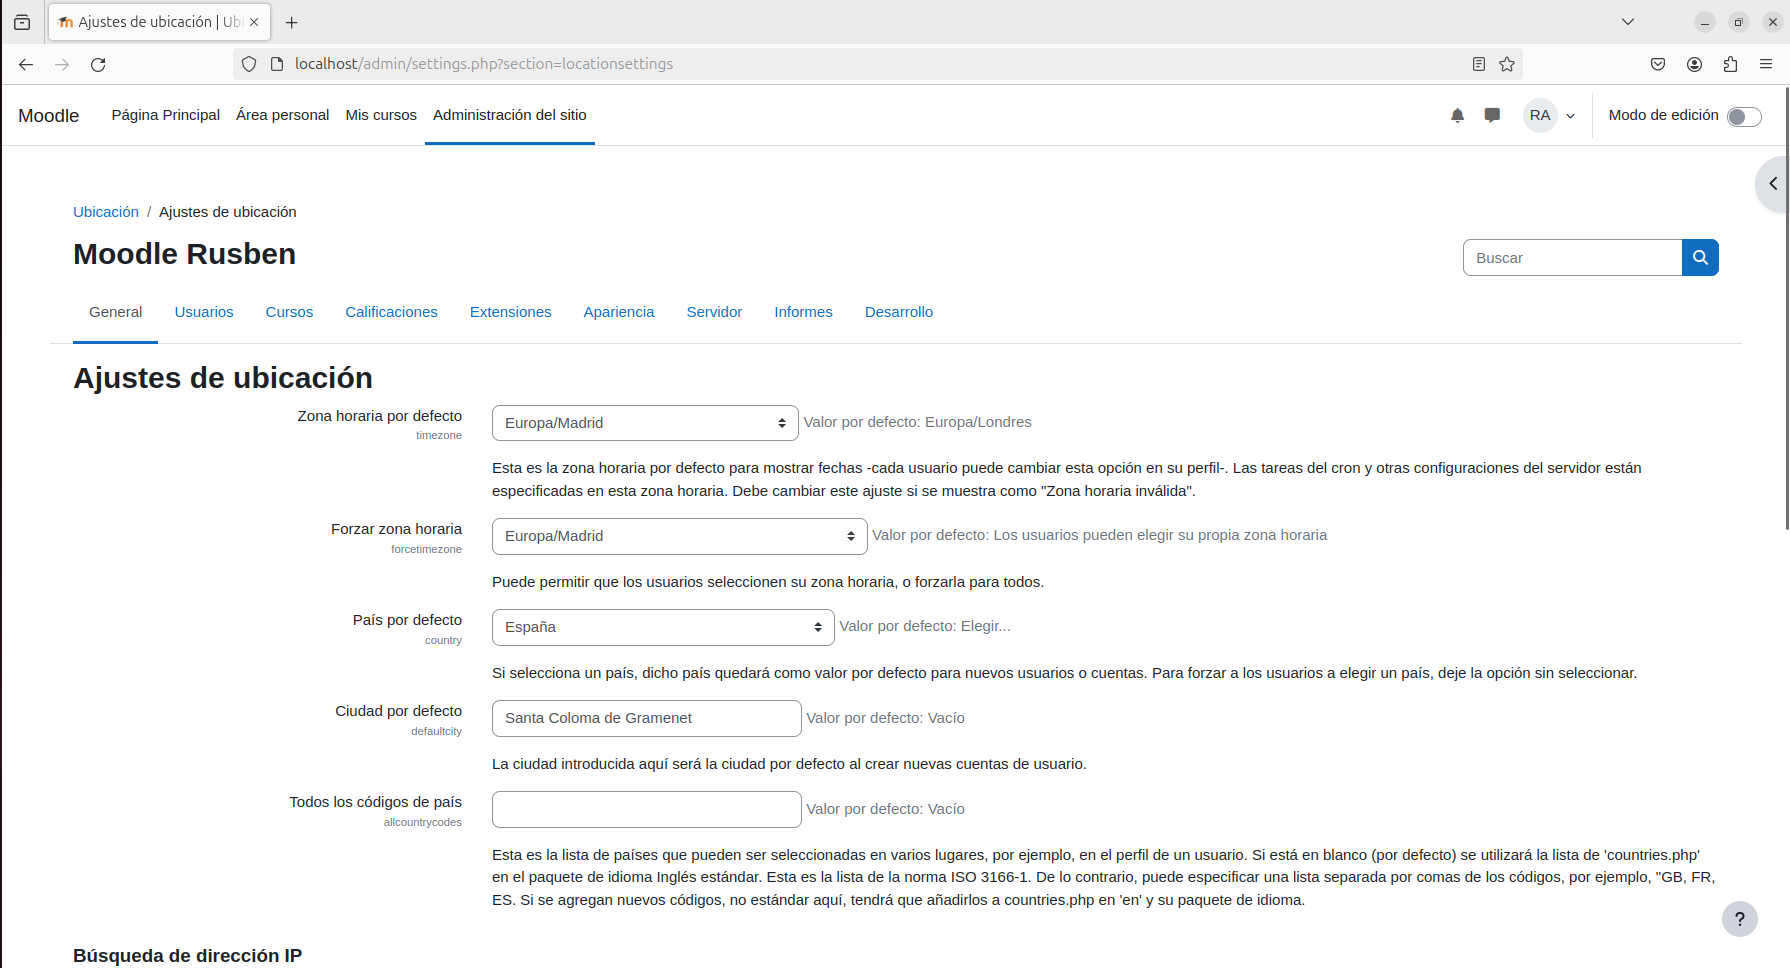 Ajustes de ubicación | Ub
localhost/admin/settings.php?section=locationsettings
Moodle
Página Principal
Área personal
Mis cursos
Administración del sitio
RA
Modo de edición
Ubicación / Ajustes de ubicación
Moodle Rusben
Buscar
General
Usuarios
Cursos
Calificaciones
Extensiones
Apariencia
Servidor
Informes
Desarrollo
Ajustes de ubicación
Zona horaria por defecto
timezone
Europa/Madrid
Valor por defecto: Europa/Londres
Esta es la zona horaria por defecto para mostrar fechas -cada usuario puede cambiar esta opción en su perfil-. Las tareas del cron y otras configuraciones del servidor están
especificadas en esta zona horaria. Debe cambiar este ajuste si se muestra como "Zona horaria inválida".
Forzar zona horaria
forcetimezone
Europa/Madrid
Valor por defecto: Los usuarios pueden elegir su propia zona horaria
Puede permitir que los usuarios seleccionen su zona horaria, o forzarla para todos.
País por defecto
country
España
Valor por defecto: Elegir...
Si selecciona un país, dicho país quedará como valor por defecto para nuevos usuarios o cuentas. Para forzar a los usuarios a elegir un país, deje la opción sin seleccionar.
Ciudad por defecto
defaultcity
Santa Coloma de Gramenet
Valor por defecto: Vacío
La ciudad introducida aquí será la ciudad por defecto al crear nuevas cuentas de usuario.
Todos los códigos de país
allcountrycodes
Valor por defecto: Vacío
Esta es la lista de países que pueden ser seleccionadas en varios lugares, por ejemplo, en el perfil de un usuario. Si está en blanco (por defecto) se utilizará la lista de 'countries.php'
en el paquete de idioma Inglés estándar. Esta es la lista de la norma ISO 3166-1. De lo contrario, puede especificar una lista separada por comas de los códigos, por ejemplo, "GB, FR,
ES. Si se agregan nuevos códigos, no estándar aquí, tendrá que añadirlos a countries.php en 'en' y su paquete de idioma.
?
Búsqueda de dirección IP